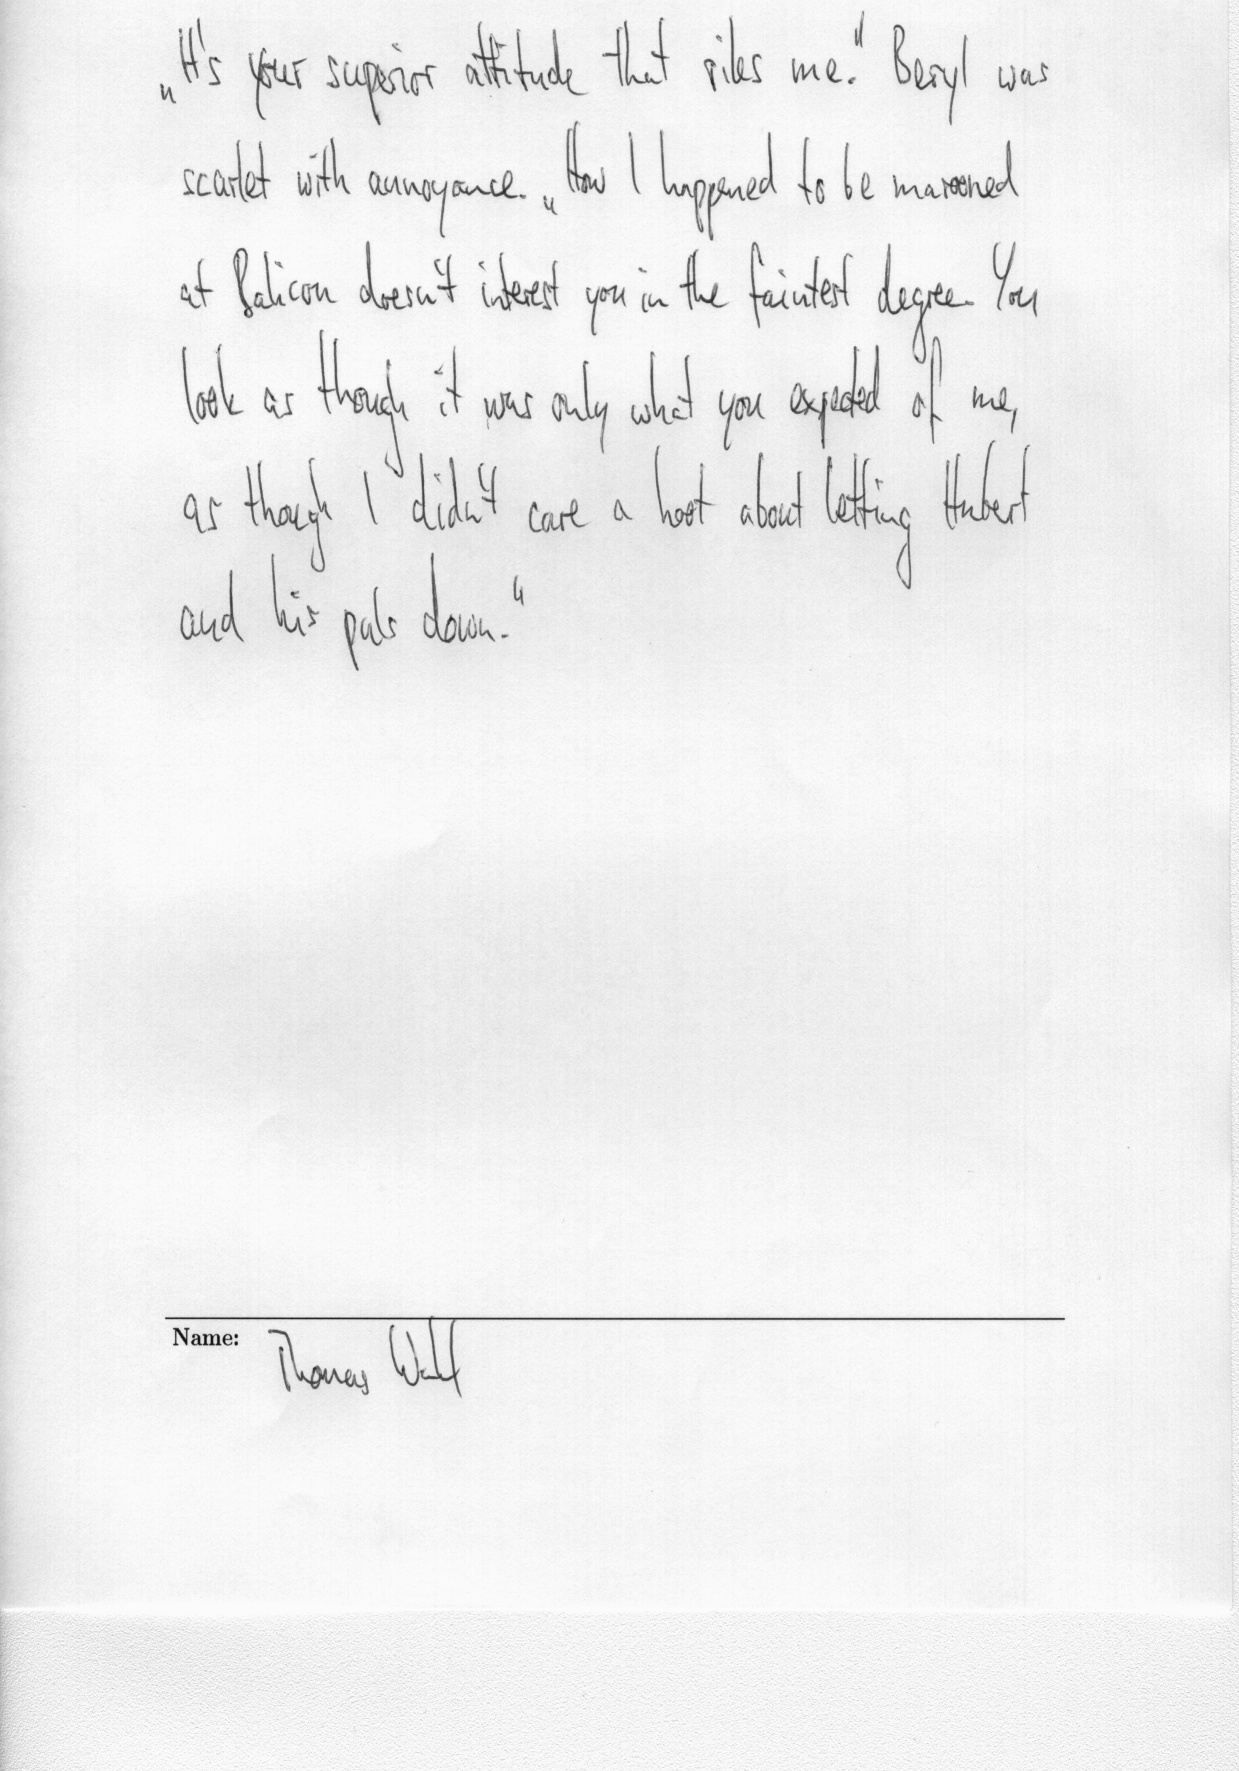 „It's your superior attitude that riles me." Beryl was
scarlet with annoyance. „How I happened to be marooned
at Balicou doesn't interest you in the faintest degree. You
look as though it was only what you expected of me,
as though I didn't care a hoot about letting Hubert
and his pals down."
Name: Thomas